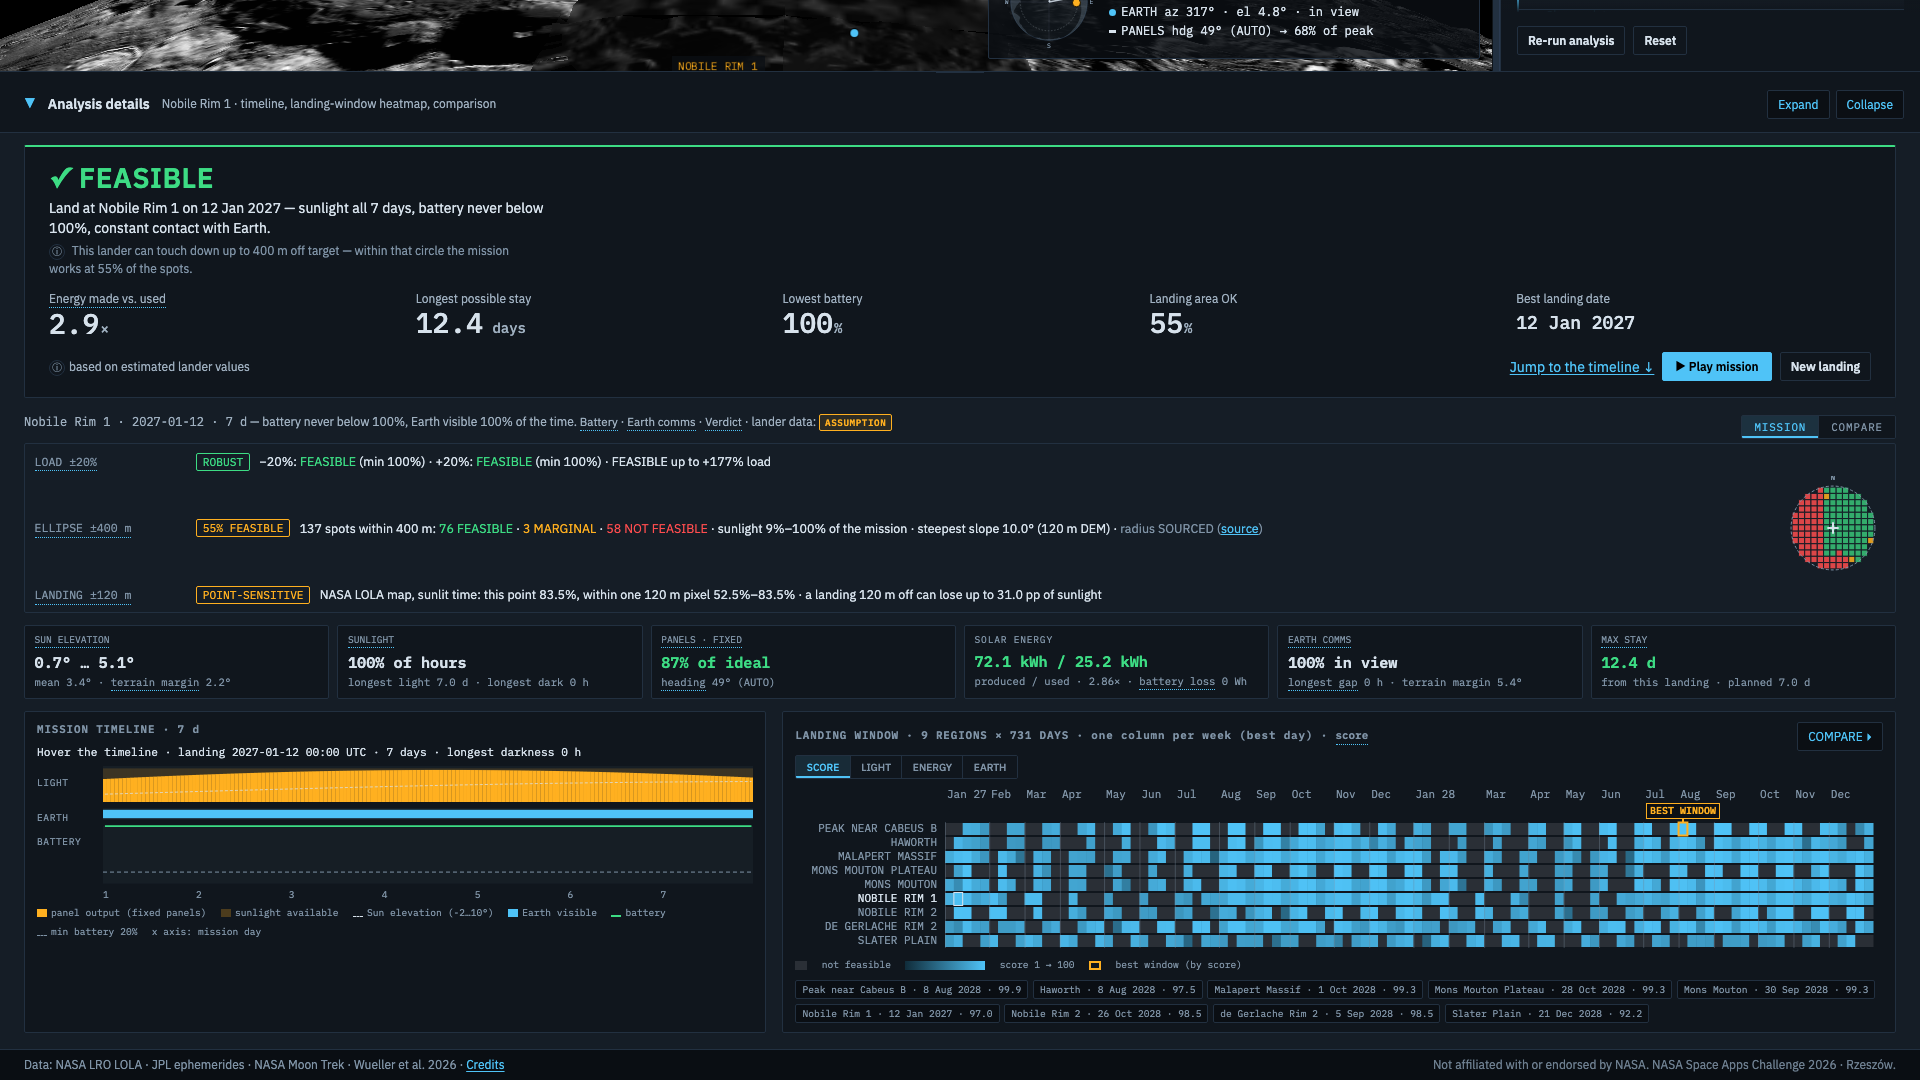 W
E
S
EARTH az 317° · el 4.8° · in view
PANELS hdg 49° (AUTO) → 68% of peak
NOBILE RIM 1
Re-run analysis
Reset
▼ Analysis details Nobile Rim 1 · timeline, landing-window heatmap, comparison
Expand
Collapse
✓ FEASIBLE
Land at Nobile Rim 1 on 12 Jan 2027 — sunlight all 7 days, battery never below
100%, constant contact with Earth.
ⓘ This lander can touch down up to 400 m off target — within that circle the mission
works at 55% of the spots.
Energy made vs. used
2.9×
Longest possible stay
12.4 days
Lowest battery
100%
Landing area OK
55%
Best landing date
12 Jan 2027
ⓘ based on estimated lander values
Jump to the timeline ↓
▶ Play mission
New landing
Nobile Rim 1 · 2027-01-12 · 7 d — battery never below 100%, Earth visible 100% of the time. Battery · Earth comms · Verdict · lander data: ASSUMPTION
MISSION
COMPARE
LOAD ±20% ROBUST −20%: FEASIBLE (min 100%) · +20%: FEASIBLE (min 100%) · FEASIBLE up to +177% load
N
ELLIPSE ±400 m 55% FEASIBLE 137 spots within 400 m: 76 FEASIBLE · 3 MARGINAL · 58 NOT FEASIBLE · sunlight 9%–100% of the mission · steepest slope 10.0° (120 m DEM) · radius SOURCED (source)
LANDING ±120 m POINT-SENSITIVE NASA LOLA map, sunlit time: this point 83.5%, within one 120 m pixel 52.5%–83.5% · a landing 120 m off can lose up to 31.0 pp of sunlight
SUN ELEVATION
0.7° … 5.1°
mean 3.4° · terrain margin 2.2°
SUNLIGHT
100% of hours
longest light 7.0 d · longest dark 0 h
PANELS · FIXED
87% of ideal
heading 49° (AUTO)
SOLAR ENERGY
72.1 kWh / 25.2 kWh
produced / used · 2.86× · battery loss 0 Wh
EARTH COMMS
100% in view
longest gap 0 h · terrain margin 5.4°
MAX STAY
12.4 d
from this landing · planned 7.0 d
MISSION TIMELINE · 7 d
Hover the timeline · landing 2027-01-12 00:00 UTC · 7 days · longest darkness 0 h
LIGHT
EARTH
BATTERY
1 2 3 4 5 6 7
panel output (fixed panels) sunlight available Sun elevation (-2…10°) Earth visible battery
min battery 20% x axis: mission day
LANDING WINDOW · 9 REGIONS × 731 DAYS · one column per week (best day) · score
COMPARE ▸
SCORE LIGHT ENERGY EARTH
Jan 27 Feb Mar Apr May Jun Jul Aug Sep Oct Nov Dec Jan 28 Mar Apr May Jun Jul Aug Sep Oct Nov Dec
BEST WINDOW
PEAK NEAR CABEUS B
HAWORTH
MALAPERT MASSIF
MONS MOUTON PLATEAU
MONS MOUTON
NOBILE RIM 1
NOBILE RIM 2
DE GERLACHE RIM 2
SLATER PLAIN
not feasible score 1 → 100 best window (by score)
Peak near Cabeus B · 8 Aug 2028 · 99.9
Haworth · 8 Aug 2028 · 97.5
Malapert Massif · 1 Oct 2028 · 99.3
Mons Mouton Plateau · 28 Oct 2028 · 99.3
Mons Mouton · 30 Sep 2028 · 99.3
Nobile Rim 1 · 12 Jan 2027 · 97.0
Nobile Rim 2 · 26 Oct 2028 · 98.5
de Gerlache Rim 2 · 5 Sep 2028 · 98.5
Slater Plain · 21 Dec 2028 · 92.2
Data: NASA LRO LOLA · JPL ephemerides · NASA Moon Trek · Wueller et al. 2026 · Credits
Not affiliated with or endorsed by NASA. NASA Space Apps Challenge 2026 · Rzeszów.